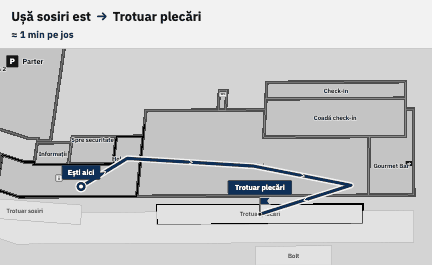 Ușă sosiri est → Trotuar plecări
≈ 1 min pe jos
P Parter
Check-in
Coadă check-in
Spre securitate
Informații
Gourmet Bar
Ești aici
Trotuar plecări
Trotuar sosiri
Bolt